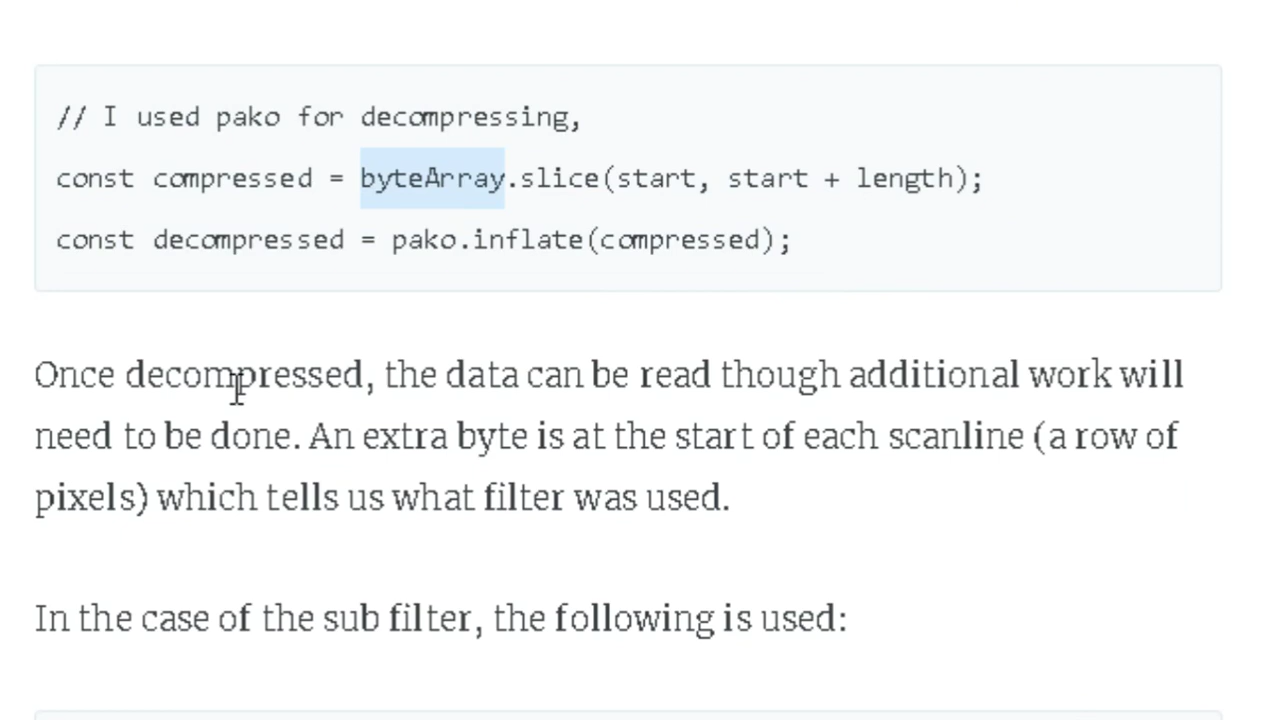 // I used pako for decompressing,
const compressed = byteArray.slice(start, start + length);
const decompressed = pako.inflate(compressed);
Once decompressed, the data can be read though additional work will
need to be done. An extra byte is at the start of each scanline (a row of
pixels) which tells us what filter was used.
In the case of the sub filter, the following is used: